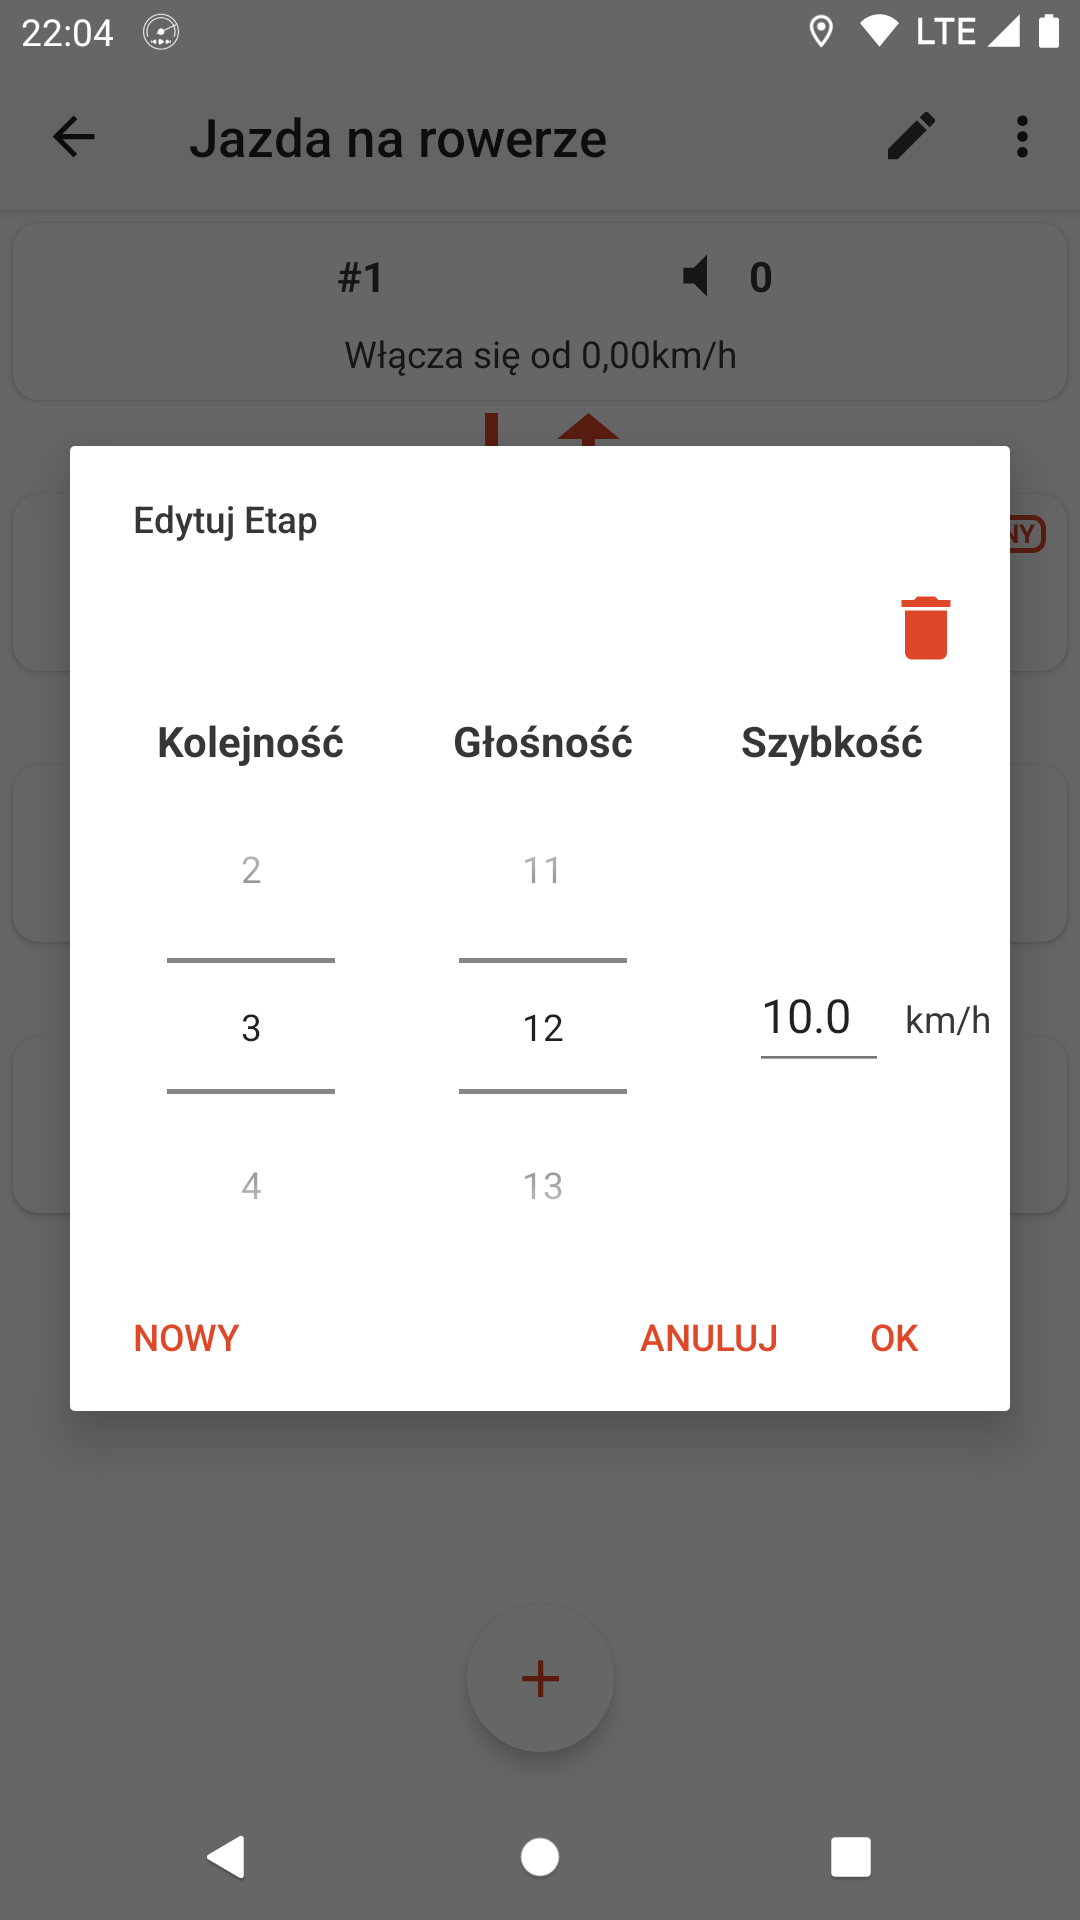 22:04 LTE
Jazda na rowerze
#1 0
Włącza się od 0,00km/h
Edytuj Etap
NY
Kolejność Głośność Szybkość
2 11
3 12 10.0 km/h
4 13
NOWY ANULUJ OK